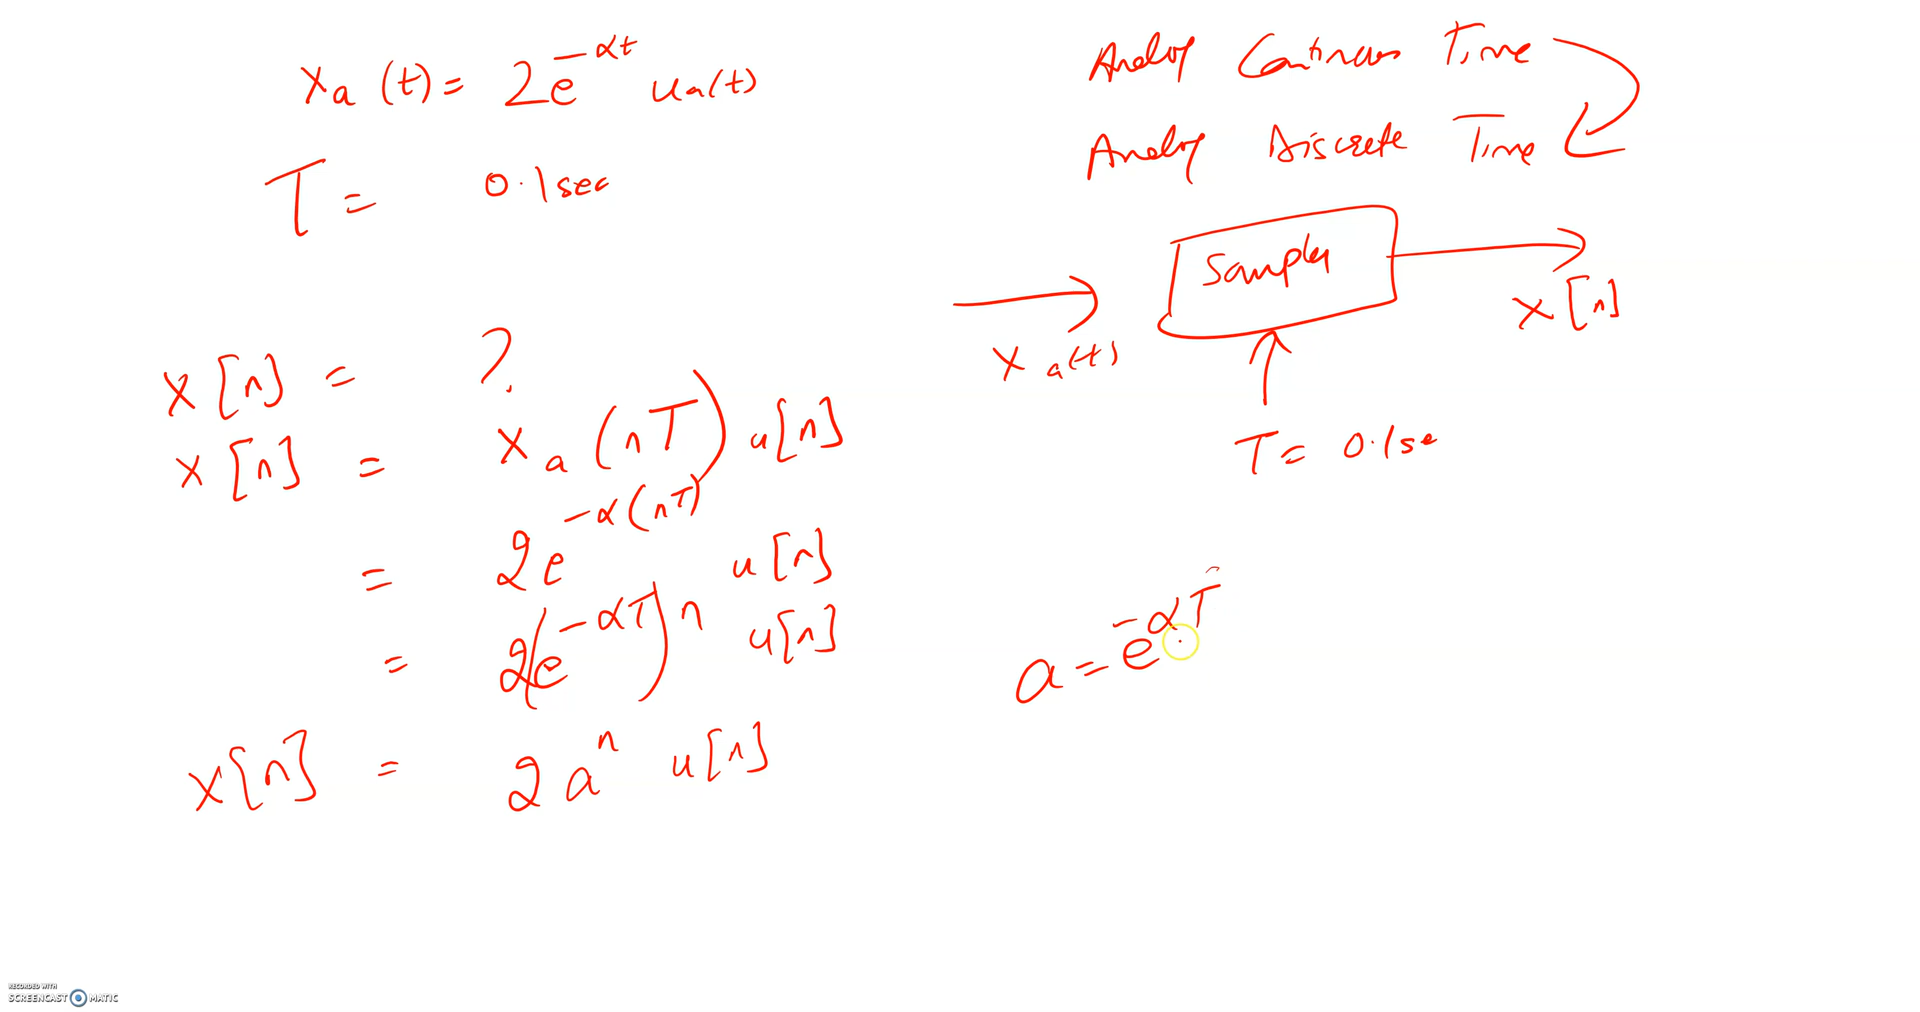 xₐ(t) = 2e^{-αt} uₐ(t)
T = 0.1sec
x[n] = ?
x[n] = xₐ(nT) u[n]
= 2e^{-α(nT)} u[n]
= 2(e^{-αT})^n u[n]
x[n] = 2a^n u[n]
Analog Continuous Time
Analog Discrete Time
Sampler
xₐ(t)
x[n]
T = 0.1se
a = e^{-αT}
RECORDED WITH
SCREENCAST MATIC